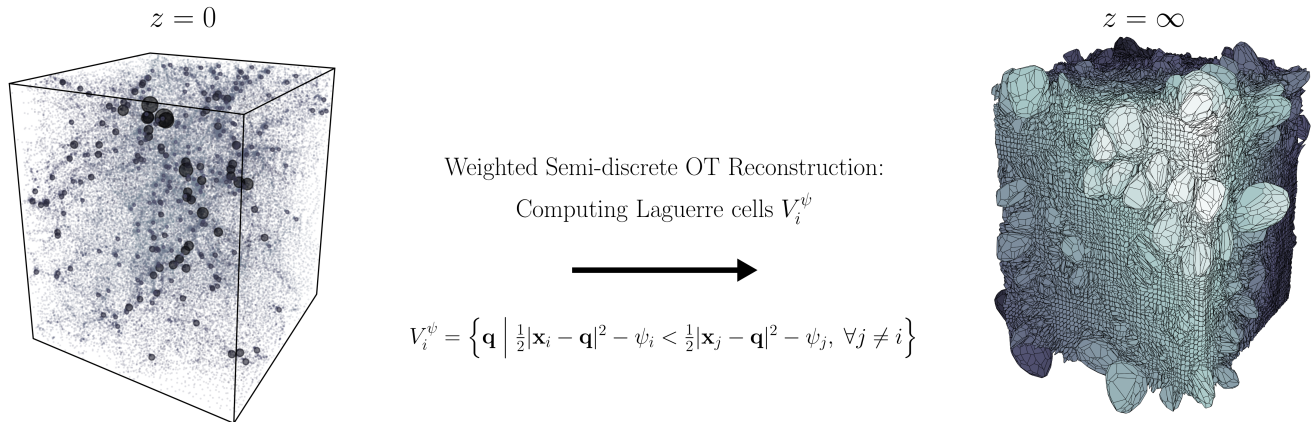 z = 0
z = ∞
Weighted Semi-discrete OT Reconstruction:
Computing Laguerre cells V_i^ψ
V_i^ψ = { q | ½|x_i − q|² − ψ_i < ½|x_j − q|² − ψ_j, ∀j ≠ i }